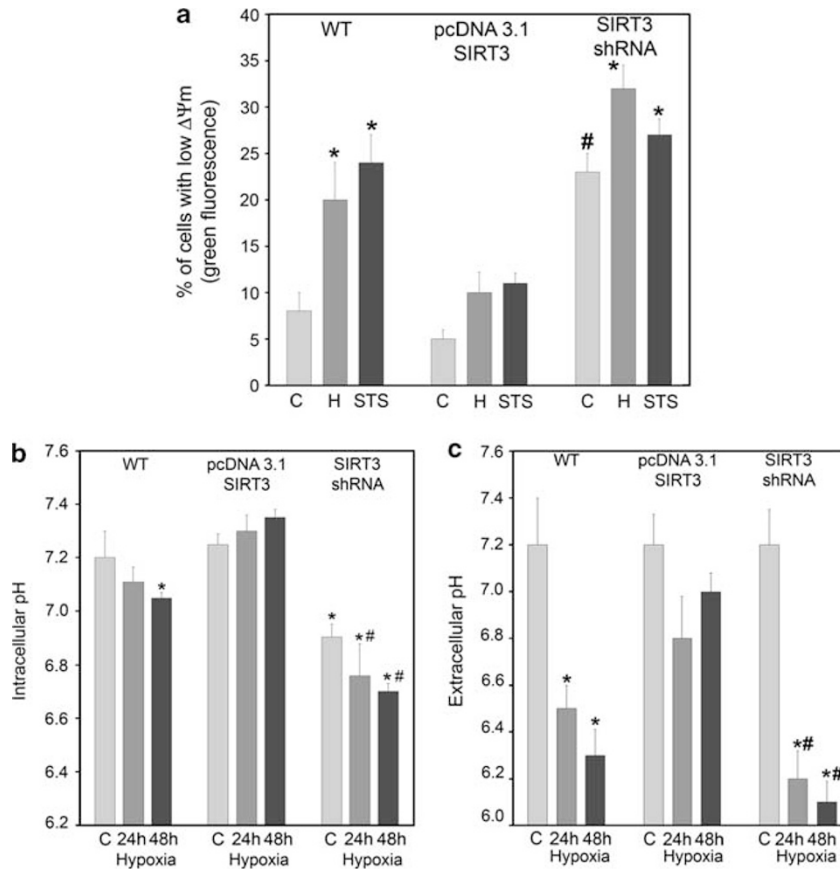 a
WT
pcDNA 3.1
SIRT3
SIRT3
shRNA
% of cells with low ΔΨm
(green fluorescence)
40
35
30
25
20
15
10
5
0
* * # * *
C H STS C H STS C H STS
b
WT
pcDNA 3.1
SIRT3
SIRT3
shRNA
Intracellular pH
7.6
7.4
7.2
7.0
6.8
6.6
6.4
6.2
* * *# *#
C 24h 48h C 24h 48h C 24h 48h
Hypoxia Hypoxia Hypoxia
c
WT
pcDNA 3.1
SIRT3
SIRT3
shRNA
Extracellular pH
7.6
7.4
7.2
7.0
6.8
6.6
6.4
6.2
6.0
* * *# *#
C 24h 48h C 24h 48h C 24h 48h
Hypoxia Hypoxia Hypoxia